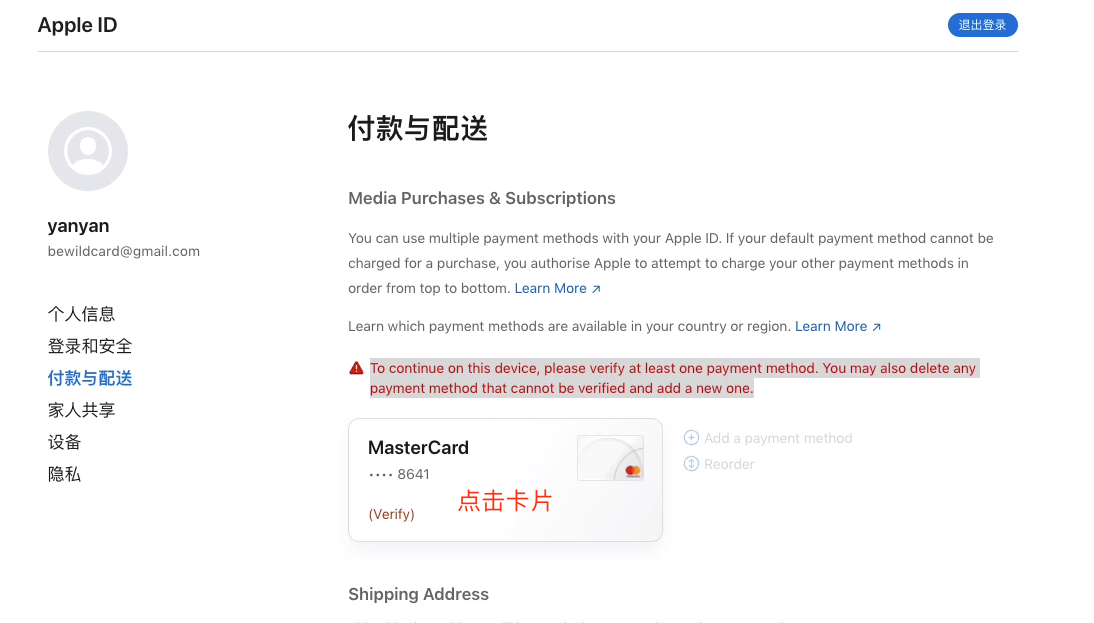 Apple ID
退出登录
yanyan
bewildcard@gmail.com
个人信息
登录和安全
付款与配送
家人共享
设备
隐私
付款与配送
Media Purchases & Subscriptions
You can use multiple payment methods with your Apple ID. If your default payment method cannot be
charged for a purchase, you authorise Apple to attempt to charge your other payment methods in
order from top to bottom. Learn More ↗
Learn which payment methods are available in your country or region. Learn More ↗
To continue on this device, please verify at least one payment method. You may also delete any
payment method that cannot be verified and add a new one.
MasterCard
•••• 8641
点击卡片
(Verify)
Add a payment method
Reorder
Shipping Address